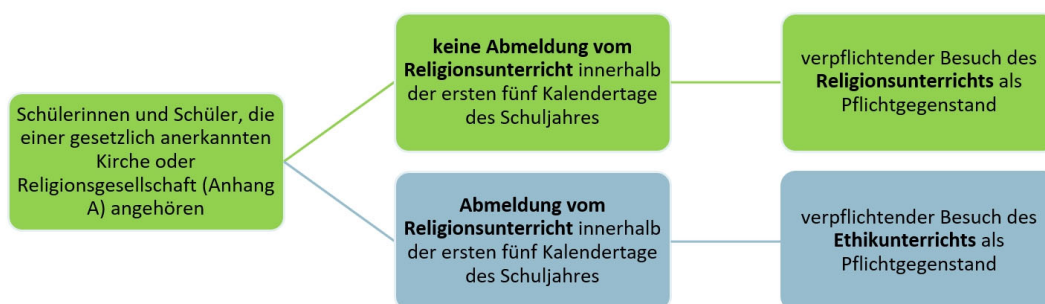 Schülerinnen und Schüler, die
einer gesetzlich anerkannten
Kirche oder
Religionsgesellschaft (Anhang
A) angehören
keine Abmeldung vom
Religionsunterricht innerhalb
der ersten fünf Kalendertage
des Schuljahres
verpflichtender Besuch des
Religionsunterrichts als
Pflichtgegenstand
Abmeldung vom
Religionsunterricht innerhalb
der ersten fünf Kalendertage
des Schuljahres
verpflichtender Besuch des
Ethikunterrichts als
Pflichtgegenstand